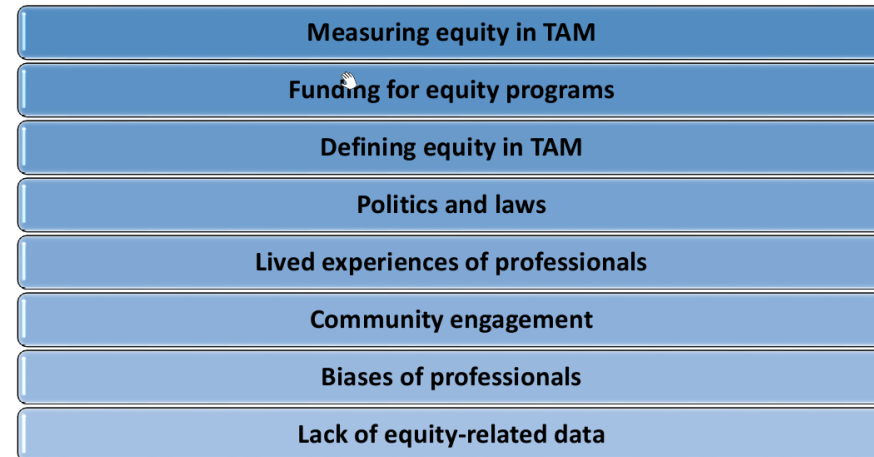 Measuring equity in TAM
Funding for equity programs
Defining equity in TAM
Politics and laws
Lived experiences of professionals
Community engagement
Biases of professionals
Lack of equity-related data